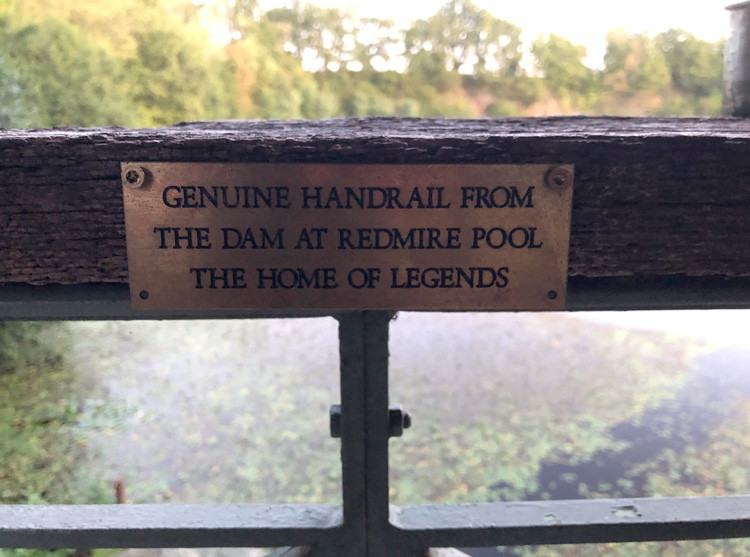 GENUINE HANDRAIL FROM
THE DAM AT REDMIRE POOL
THE HOME OF LEGENDS